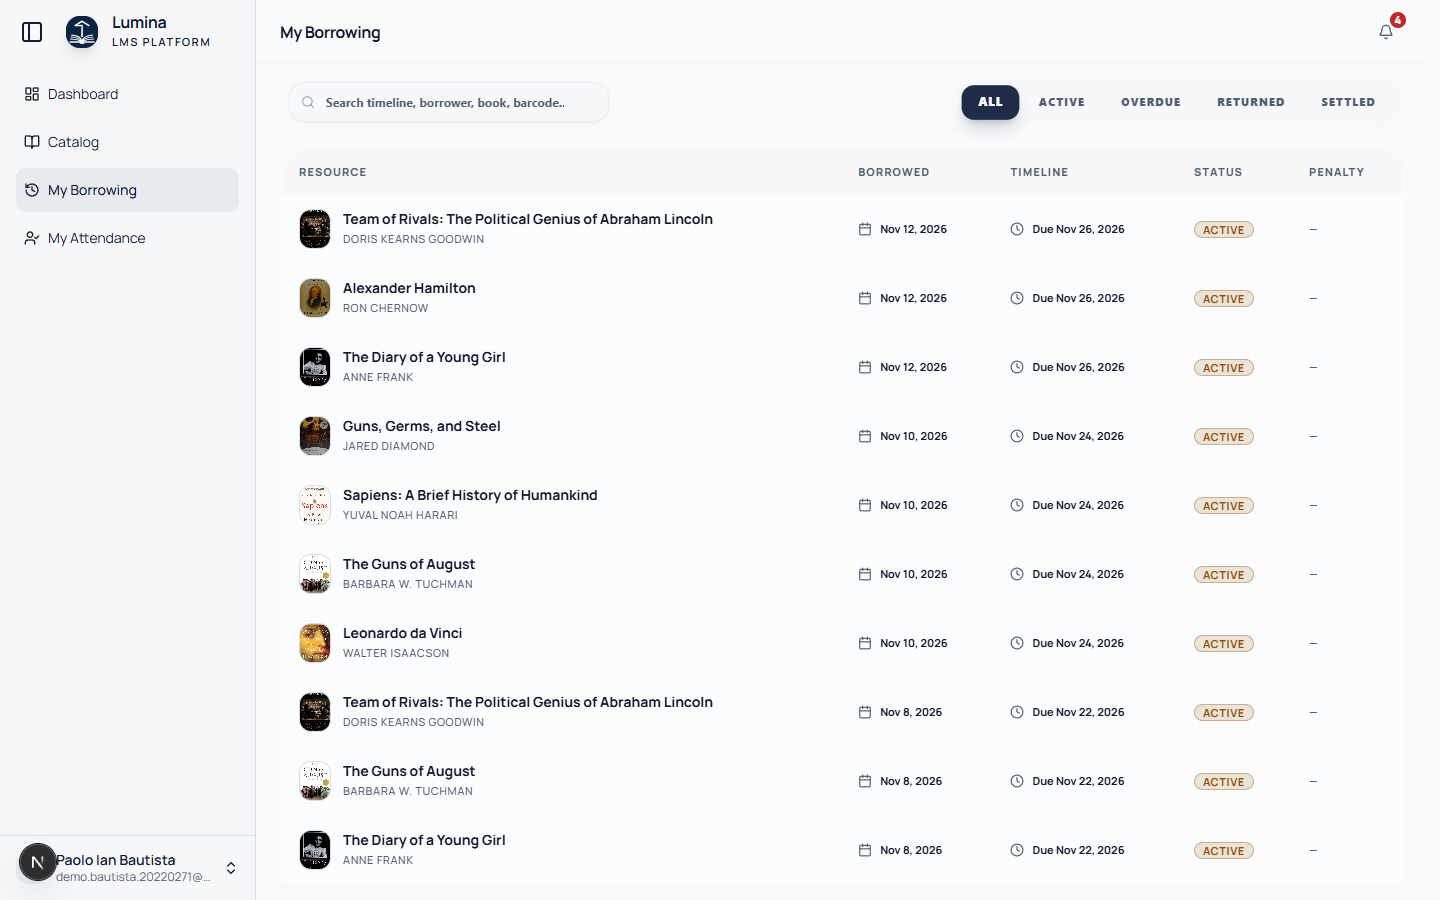 Lumina
LMS PLATFORM
Dashboard
Catalog
My Borrowing
My Attendance
My Borrowing
4
Search timeline, borrower, book, barcode..
ALL ACTIVE OVERDUE RETURNED SETTLED
RESOURCE BORROWED TIMELINE STATUS PENALTY
Team of Rivals: The Political Genius of Abraham Lincoln
DORIS KEARNS GOODWIN
Nov 12, 2026 Due Nov 26, 2026 ACTIVE –
Alexander Hamilton
RON CHERNOW
Nov 12, 2026 Due Nov 26, 2026 ACTIVE –
The Diary of a Young Girl
ANNE FRANK
Nov 12, 2026 Due Nov 26, 2026 ACTIVE –
Guns, Germs, and Steel
JARED DIAMOND
Nov 10, 2026 Due Nov 24, 2026 ACTIVE –
Sapiens: A Brief History of Humankind
YUVAL NOAH HARARI
Nov 10, 2026 Due Nov 24, 2026 ACTIVE –
The Guns of August
BARBARA W. TUCHMAN
Nov 10, 2026 Due Nov 24, 2026 ACTIVE –
Leonardo da Vinci
WALTER ISAACSON
Nov 10, 2026 Due Nov 24, 2026 ACTIVE –
Team of Rivals: The Political Genius of Abraham Lincoln
DORIS KEARNS GOODWIN
Nov 8, 2026 Due Nov 22, 2026 ACTIVE –
The Guns of August
BARBARA W. TUCHMAN
Nov 8, 2026 Due Nov 22, 2026 ACTIVE –
The Diary of a Young Girl
ANNE FRANK
Nov 8, 2026 Due Nov 22, 2026 ACTIVE –
N
Paolo Ian Bautista
demo.bautista.20220271@...